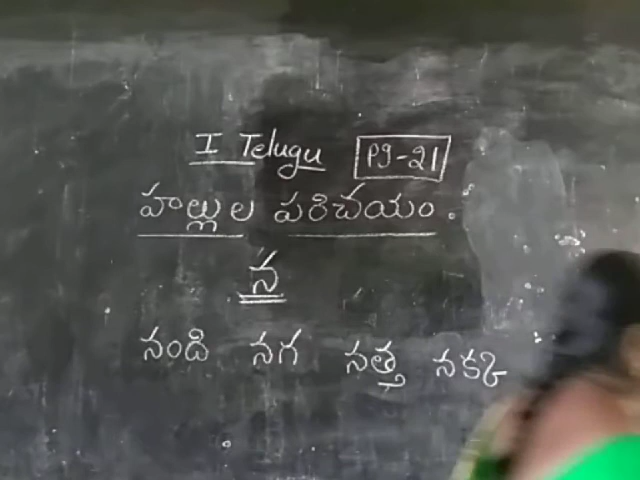 I Telugu Pg-21
హల్లుల పరిచయం.
న
నంది నగ నత్త నక్క